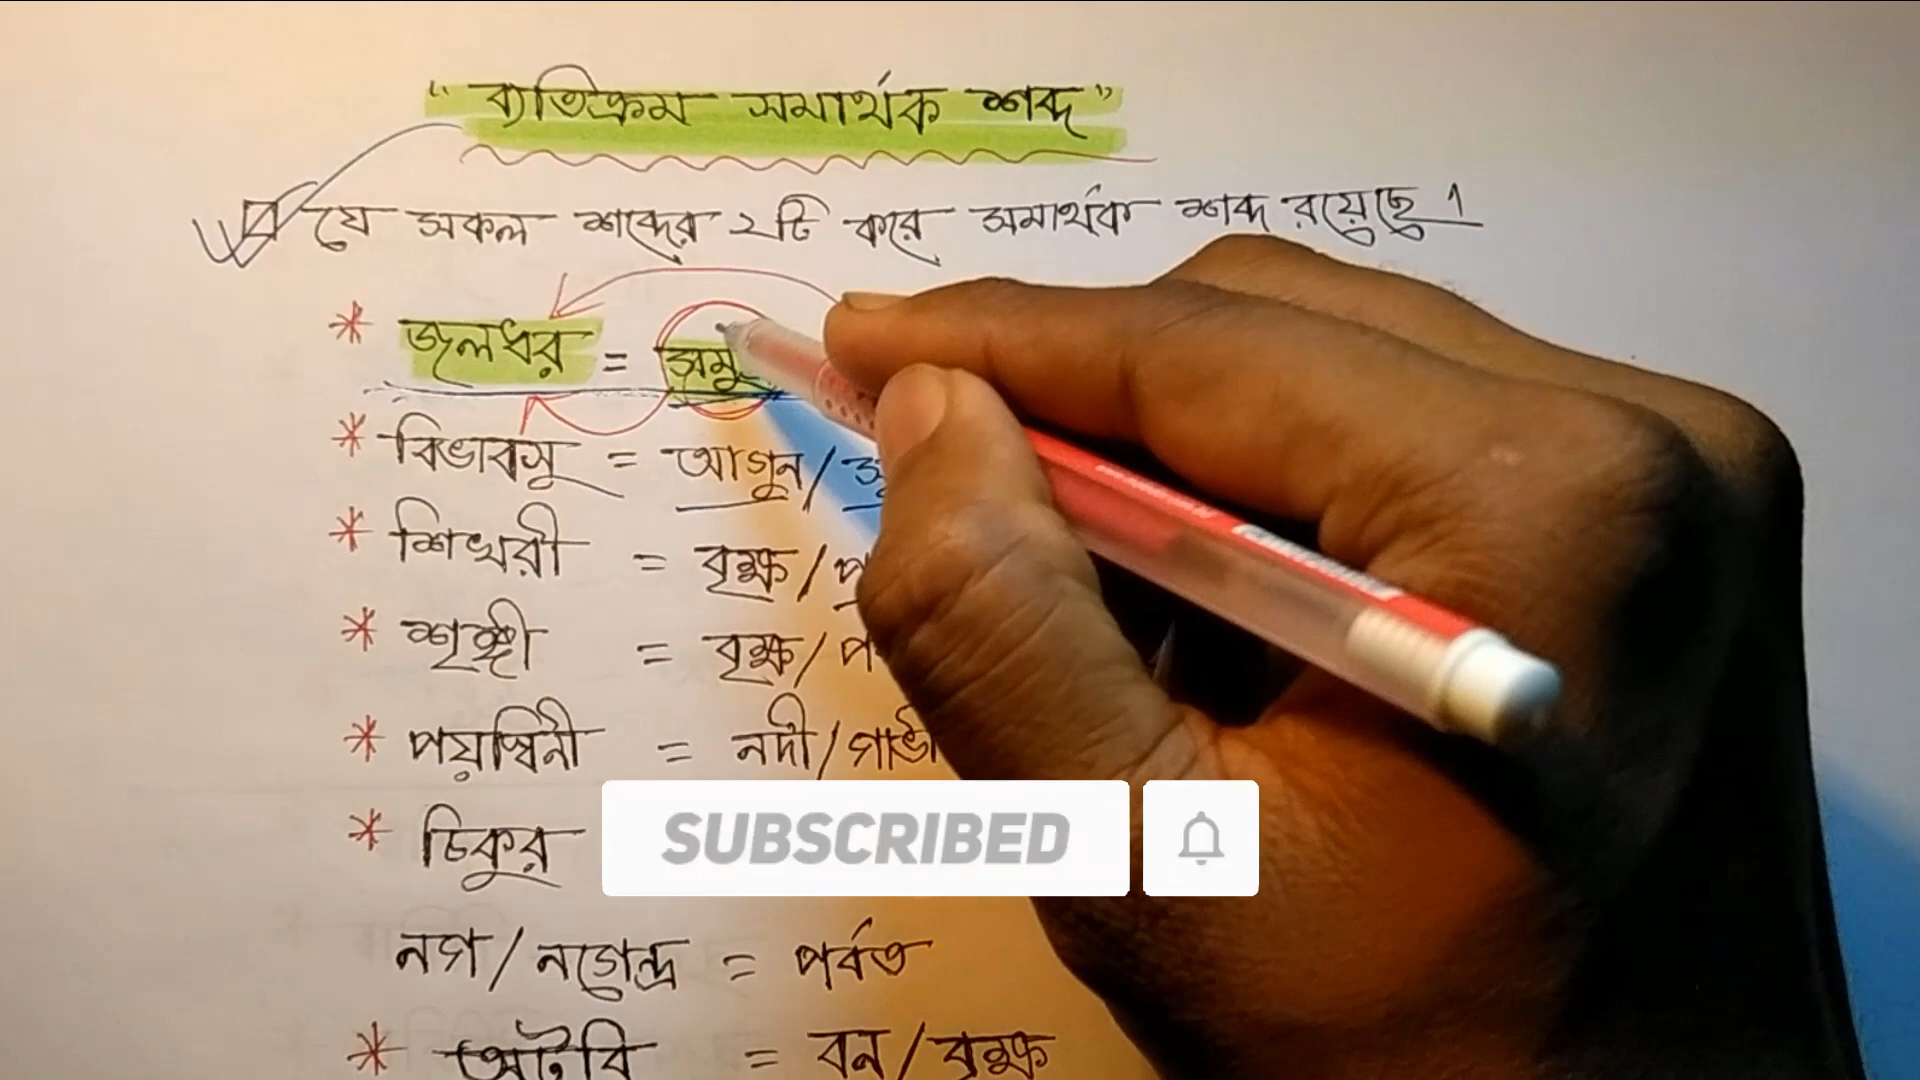 "ব্যতিক্রম সমার্থক শব্দ"
যে সকল শব্দের ২টি করে সমার্থক শব্দ রয়েছে।
* জলধর = সমু
* বিভাবসু = আগুন/
* শিখরী = বৃক্ষ/প
* শৃঙ্গী = বৃক্ষ/প
* পয়স্বিনী = নদী/গাভী
* চিকুর
SUBSCRIBED
নগ/নগেন্দ্র = পর্বত
* অটবি = বন/বৃক্ষ